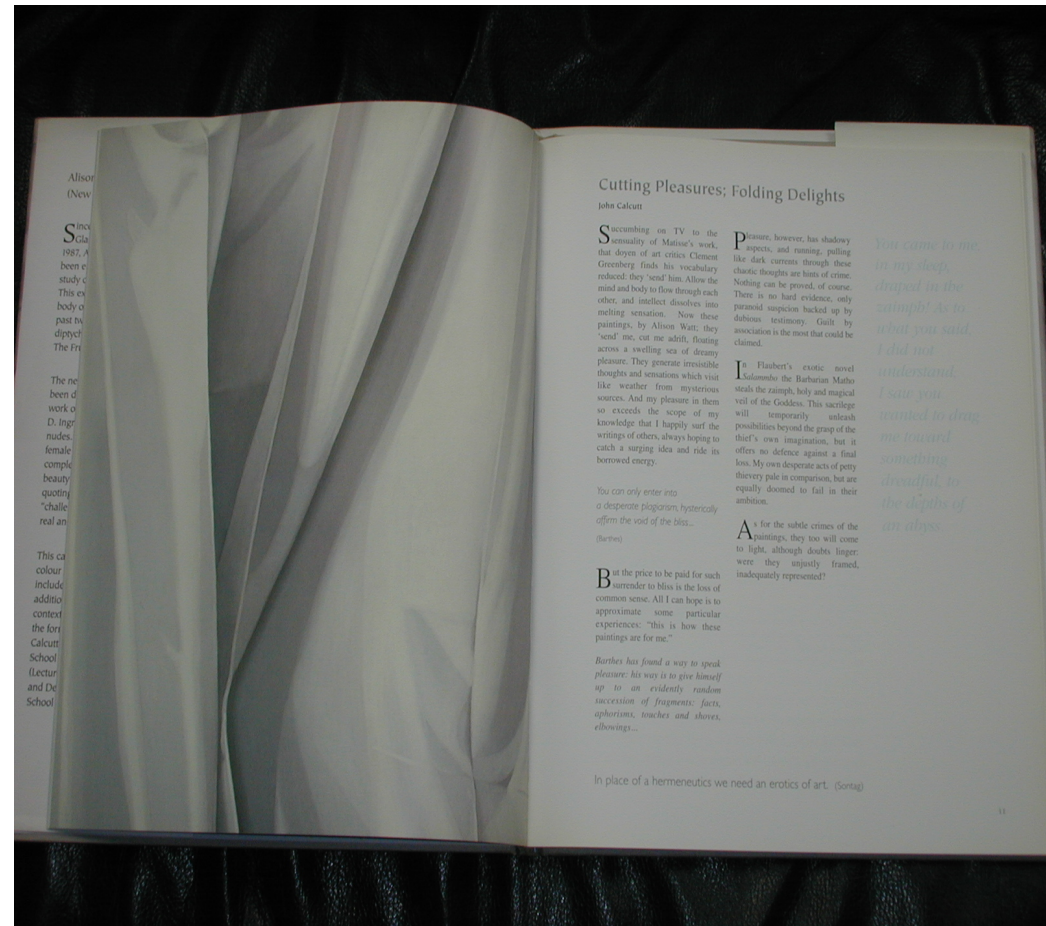 Alison
(New
Since
Gla
1987, A
been e
study o
This ex
body o
past tw
diptych
The Fru
The ne
been d
work o
D. Ingr
nudes.
female
comple
beauty
quoting
"challe
real an
This ca
colour
include
additio
context
the for
Calcutt
School
(Lectur
and De
School
Cutting Pleasures; Folding Delights
John Calcutt
Succumbing on TV to the
sensuality of Matisse's work,
that doyen of art critics Clement
Greenberg finds his vocabulary
reduced: they 'send' him. Allow the
mind and body to flow through each
other, and intellect dissolves into
melting sensation. Now these
paintings, by Alison Watt; they
'send' me, cut me adrift, floating
across a swelling sea of dreamy
pleasure. They generate irresistible
thoughts and sensations which visit
like weather from mysterious
sources. And my pleasure in them
so exceeds the scope of my
knowledge that I happily surf the
writings of others, always hoping to
catch a surging idea and ride its
borrowed energy.
You can only enter into
a desperate plagiarism, hysterically
affirm the void of the bliss...
(Barthes)
But the price to be paid for such
surrender to bliss is the loss of
common sense. All I can hope is to
approximate some particular
experiences: "this is how these
paintings are for me."
Barthes has found a way to speak
pleasure: his way is to give himself
up to an evidently random
succession of fragments: facts,
aphorisms, touches and shoves,
elbowings...
Pleasure, however, has shadowy
aspects, and running, pulling
like dark currents through these
chaotic thoughts are hints of crime.
Nothing can be proved, of course.
There is no hard evidence, only
paranoid suspicion backed up by
dubious testimony. Guilt by
association is the most that could be
claimed.
In Flaubert's exotic novel
Salammbo the Barbarian Matho
steals the zaimph, holy and magical
veil of the Goddess. This sacrilege
will temporarily unleash
possibilities beyond the grasp of the
thief's own imagination, but it
offers no defence against a final
loss. My own desperate acts of petty
thievery pale in comparison, but are
equally doomed to fail in their
ambition.
As for the subtle crimes of the
paintings, they too will come
to light, although doubts linger:
were they unjustly framed,
inadequately represented?
You came to me
in my sleep,
draped in the
zaimph! As to
what you said,
I did not
understand;
I saw you
wanted to drag
me toward
something
dreadful, to
the depths of
an abyss
In place of a hermeneutics we need an erotics of art. (Sontag)